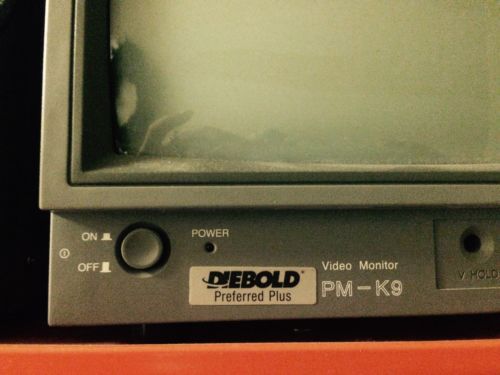 ON
OFF
POWER
DIEBOLD
Preferred Plus
Video Monitor
PM-K9
V. HOLD